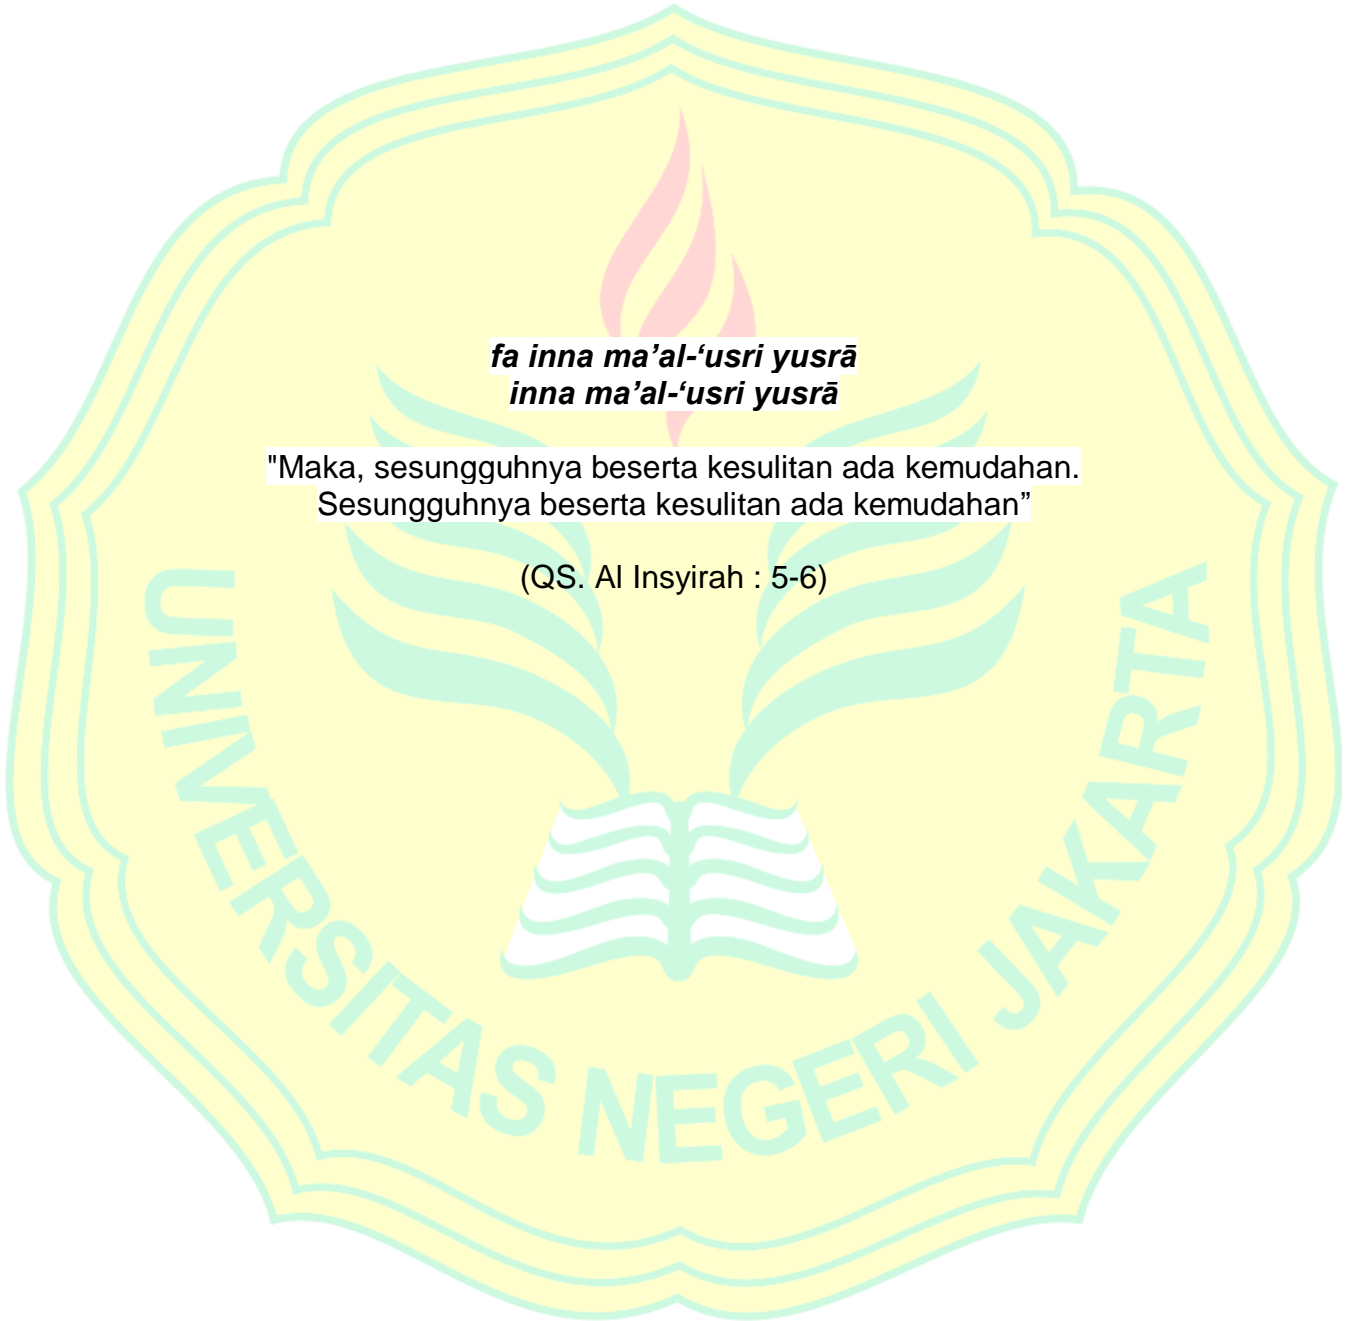 fa inna ma’al-‘usri yusrā
inna ma’al-‘usri yusrā
"Maka, sesungguhnya beserta kesulitan ada kemudahan.
Sesungguhnya beserta kesulitan ada kemudahan”
(QS. Al Insyirah : 5-6)
UNIVERSITAS NEGERI JAKARTA